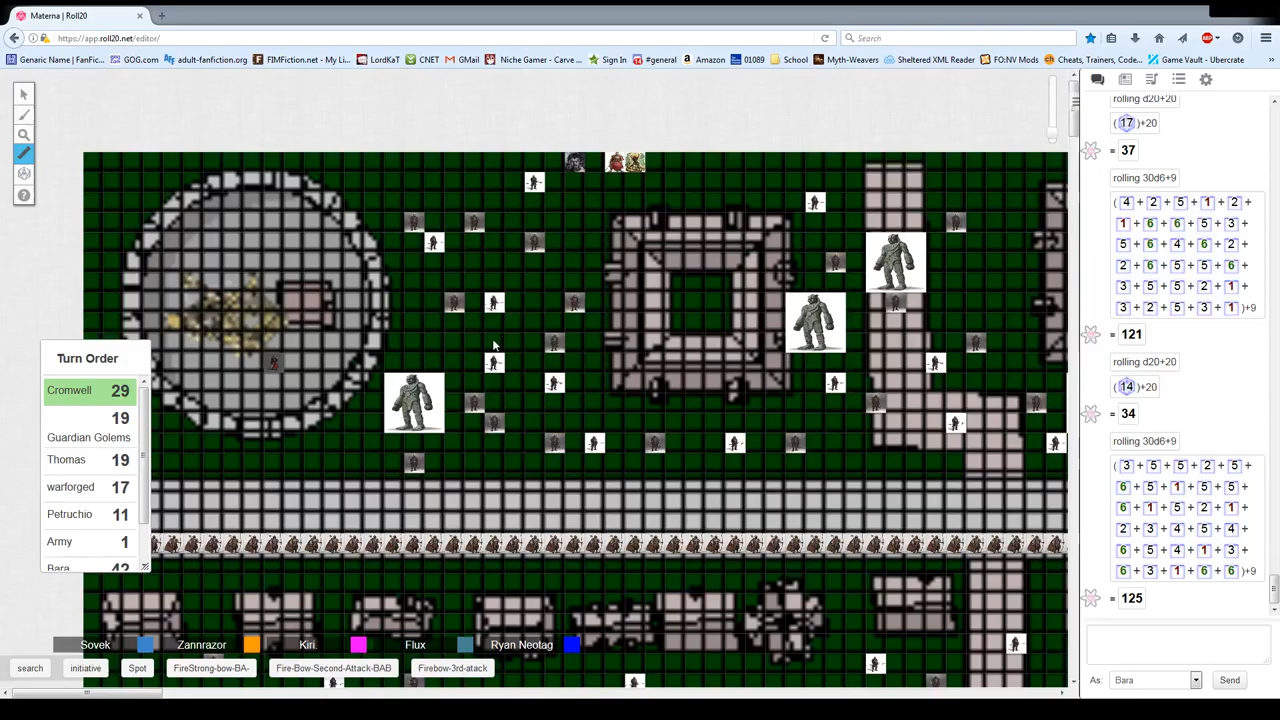 Materna | Roll20
https://app.roll20.net/editor/
Search
Generic Name | FanFic... GOG.com adult-fanfiction.org FIMFiction.net - My Li... LordKaT CNET GMail Niche Gamer - Carve ... Sign In #general Amazon 01089 School Myth-Weavers Sheltered XML Reader FO:NV Mods Cheats, Trainers, Cod... Game Vault - Ubercrate
rolling d20+20
(17)+20
= 37
rolling 30d6+9
(4+2+5+1+2+
1+6+6+5+3+
5+6+4+6+2+
2+6+5+5+6+
3+5+5+2+1+
3+2+5+3+1)+9
= 121
rolling d20+20
(14)+20
= 34
rolling 30d6+9
(3+5+5+2+5+
6+5+1+5+5+
6+1+5+2+1+
2+3+4+5+4+
6+5+4+1+3+
6+3+1+6+6)+9
= 125
Turn Order
Cromwell 29
19
Guardian Golems
Thomas 19
warforged 17
Petruchio 11
Army 1
Bara 42
Sovek Zannrazor Kiri. Flux Ryan Neotag
search initiative Spot FireStrong-bow-BA- Fire-Bow-Second-Attack-BAB Firebow-3rd-atack
As: Bara Send